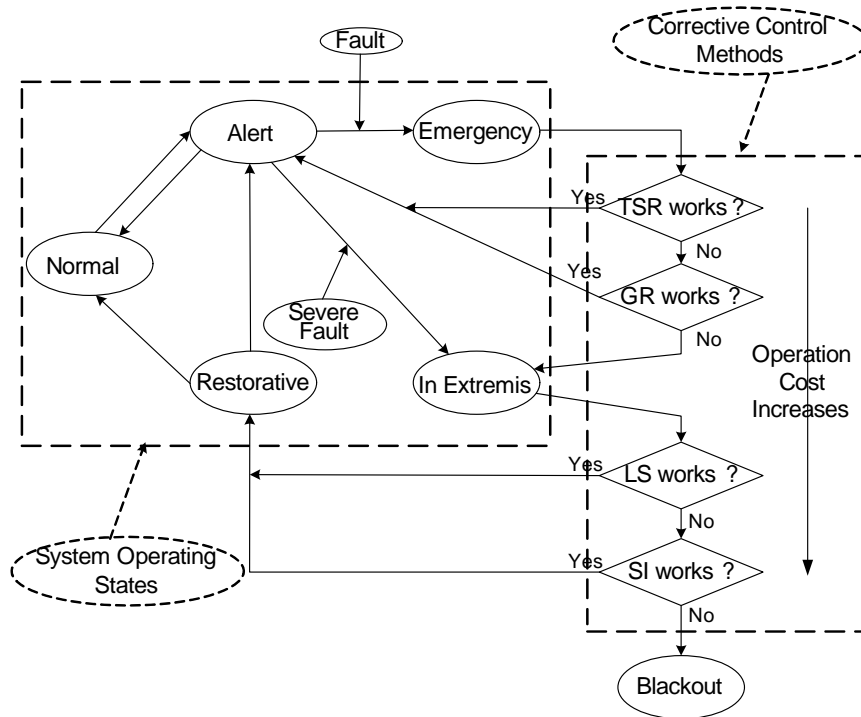 Corrective Control
Methods
Fault
Alert
Emergency
Yes
TSR works ?
No
Normal
Yes
GR works ?
No
Severe
Fault
Operation
Cost
Increases
Restorative
In Extremis
Yes
LS works ?
No
System Operating
States
Yes
SI works ?
No
Blackout